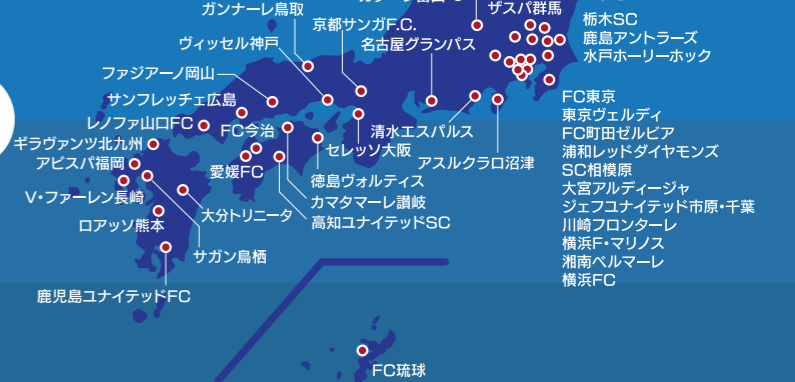 ザスパ群馬
ガンナーレ鳥取
栃木SC
京都サンガF.C.
鹿島アントラーズ
ヴィッセル神戸
名古屋グランパス
水戸ホーリーホック
ファジアーノ岡山
サンフレッチェ広島
FC東京
レノファ山口FC
東京ヴェルディ
FC今治
清水エスパルス
FC町田ゼルビア
ギラヴァンツ北九州
セレッソ大阪
浦和レッドダイヤモンズ
アビスパ福岡
アスルクラロ沼津
SC相模原
愛媛FC
徳島ヴォルティス
大宮アルディージャ
V・ファーレン長崎
カマタマーレ讃岐
ジェフユナイテッド市原・千葉
大分トリニータ
高知ユナイテッドSC
ロアッソ熊本
川崎フロンターレ
横浜F・マリノス
サガン鳥栖
湘南ベルマーレ
横浜FC
鹿児島ユナイテッドFC
FC琉球